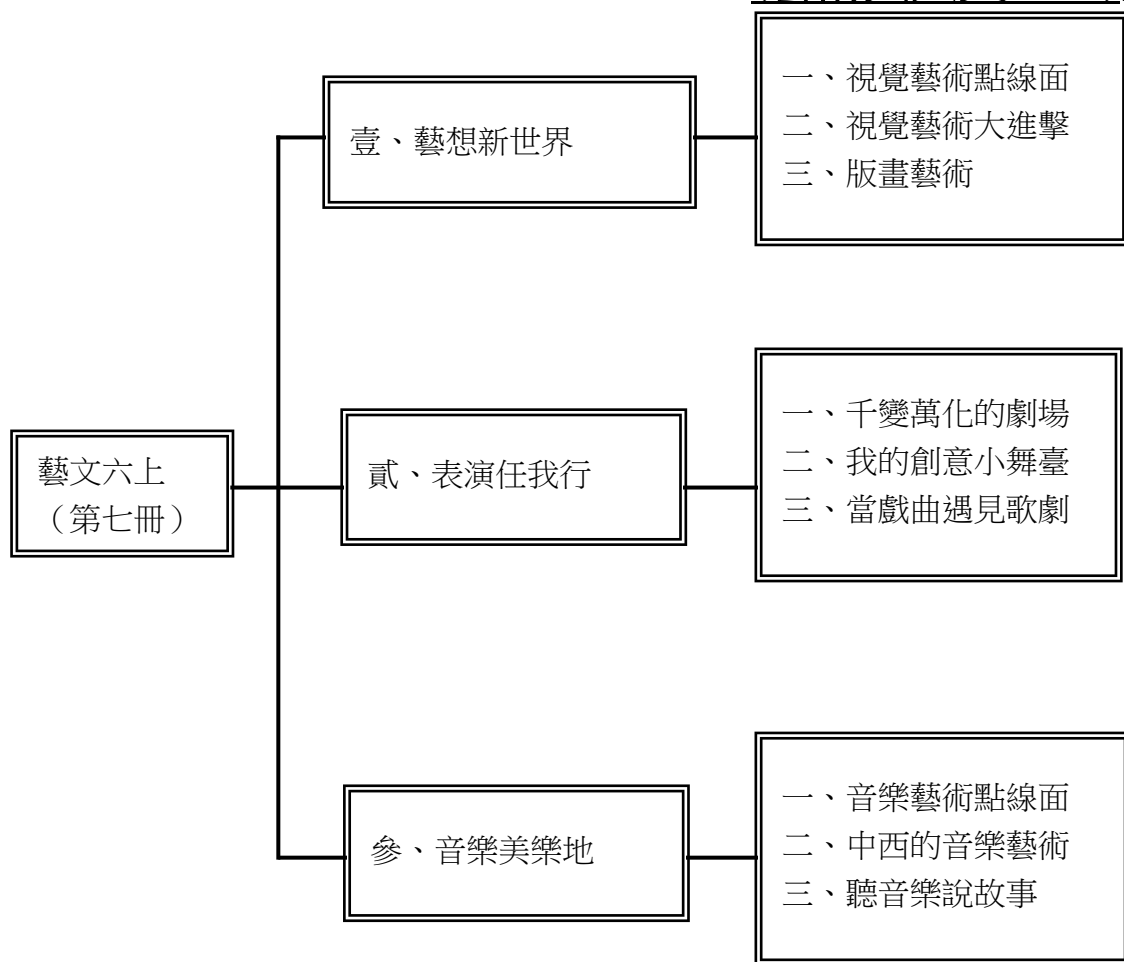 藝文六上
（第七冊）
壹、藝想新世界
一、視覺藝術點線面
二、視覺藝術大進擊
三、版畫藝術
貳、表演任我行
一、千變萬化的劇場
二、我的創意小舞臺
三、當戲曲遇見歌劇
參、音樂美樂地
一、音樂藝術點線面
二、中西的音樂藝術
三、聽音樂說故事